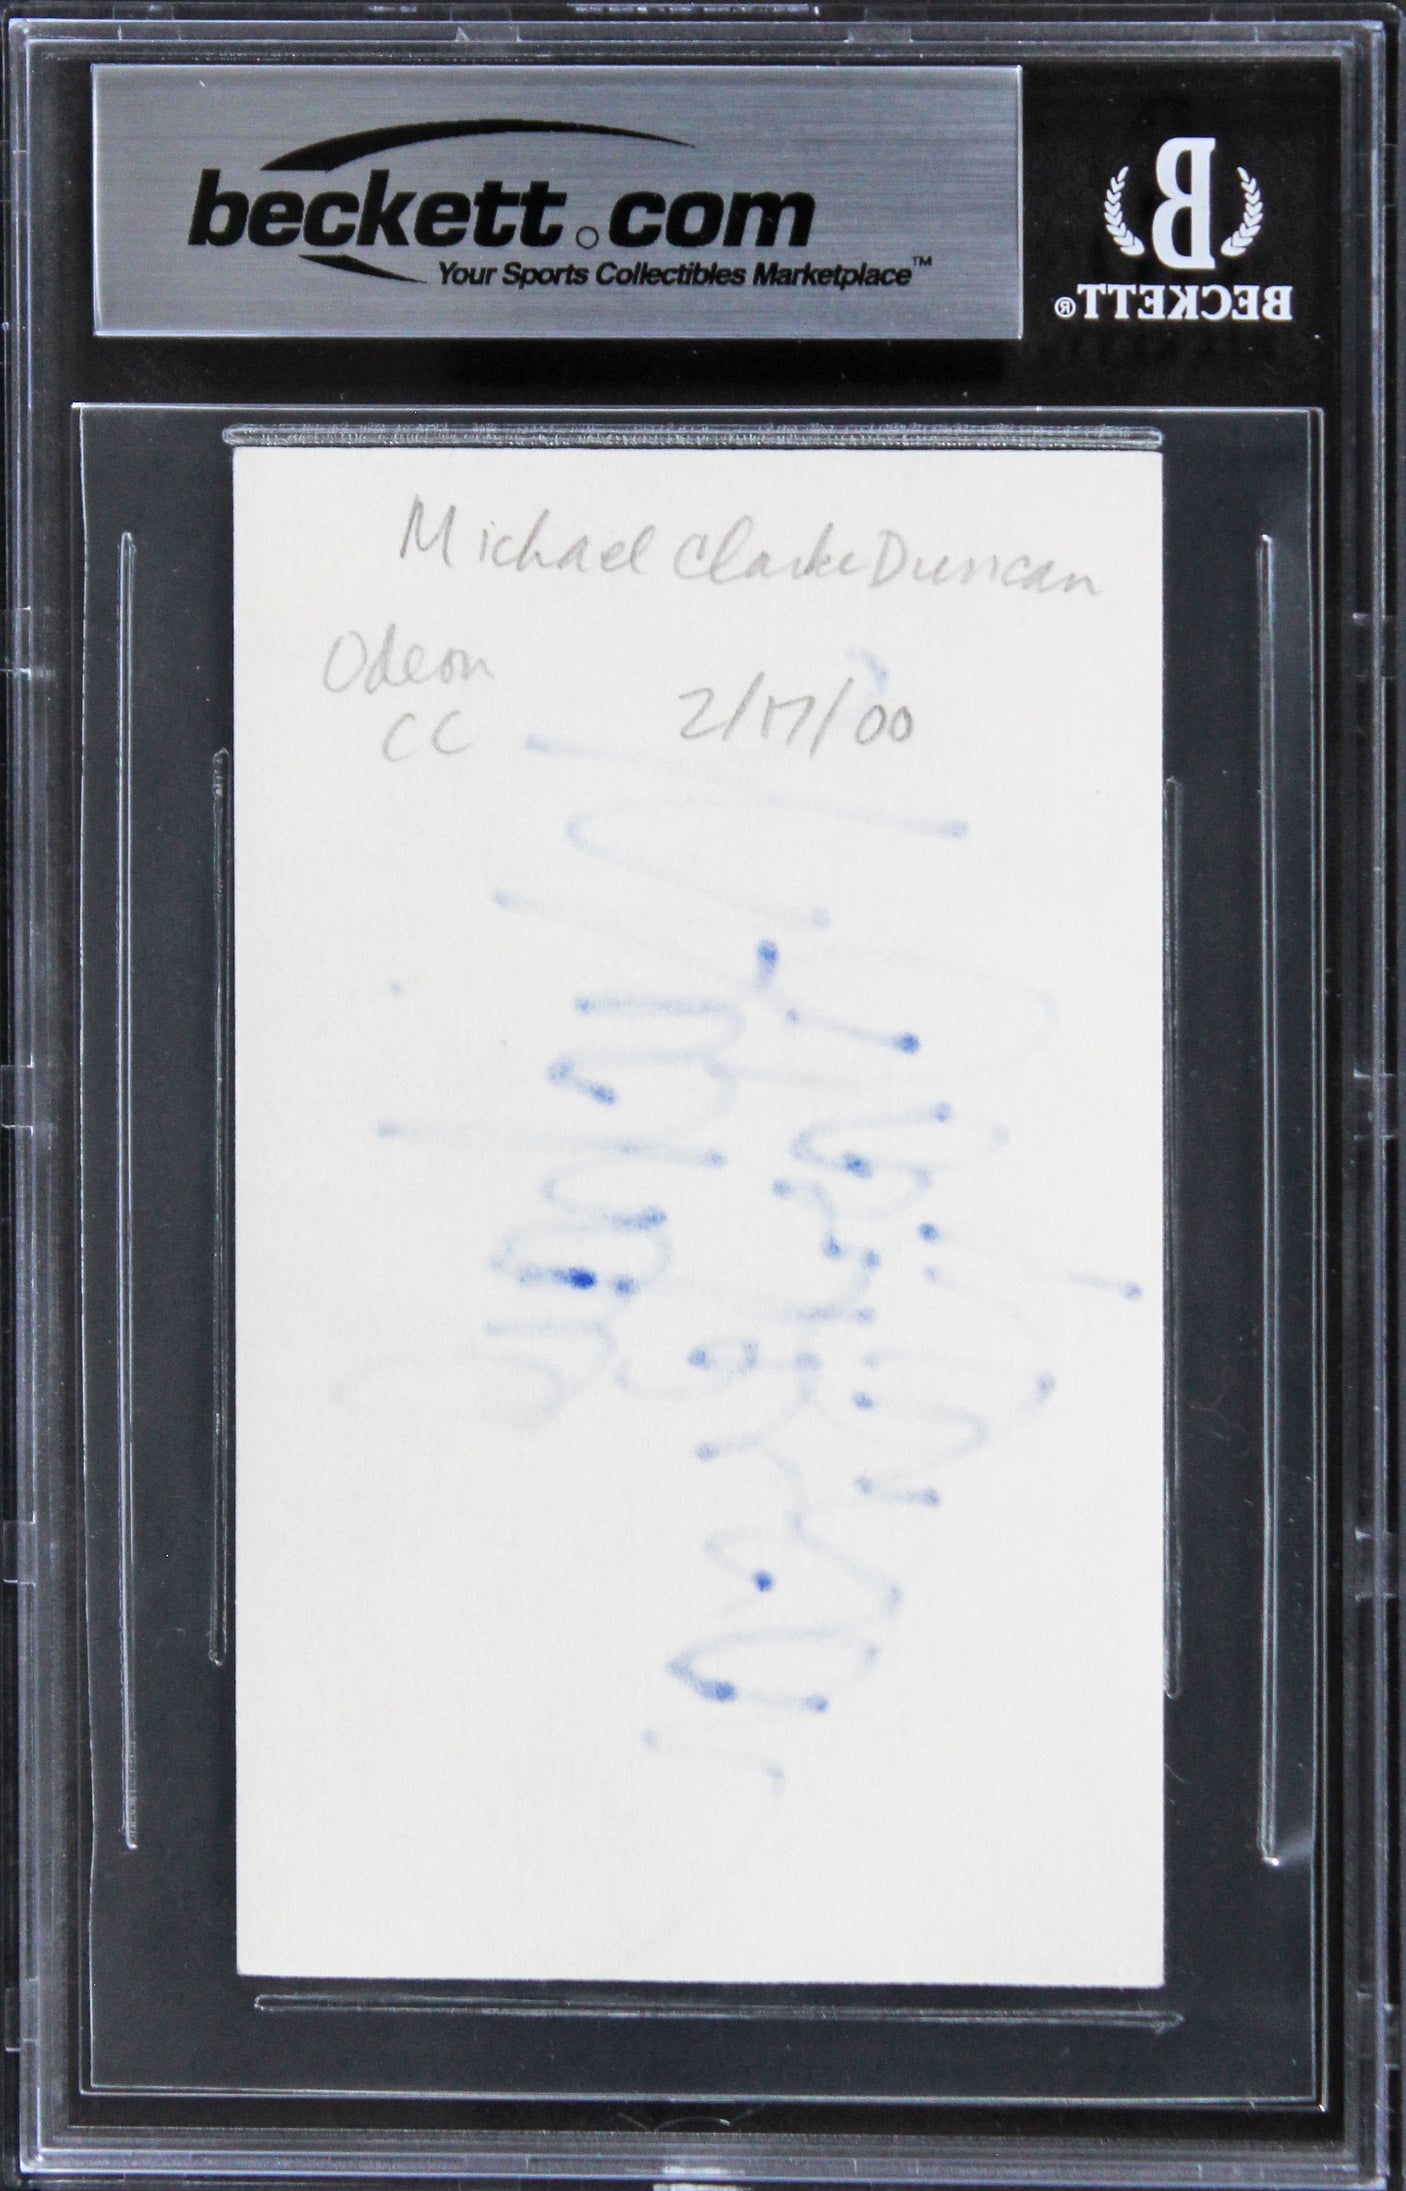 beckett.com
Your Sports Collectibles Marketplace™
B
BECKETT®
Michael Clarke Duncan
Odeon
CC
2/17/00